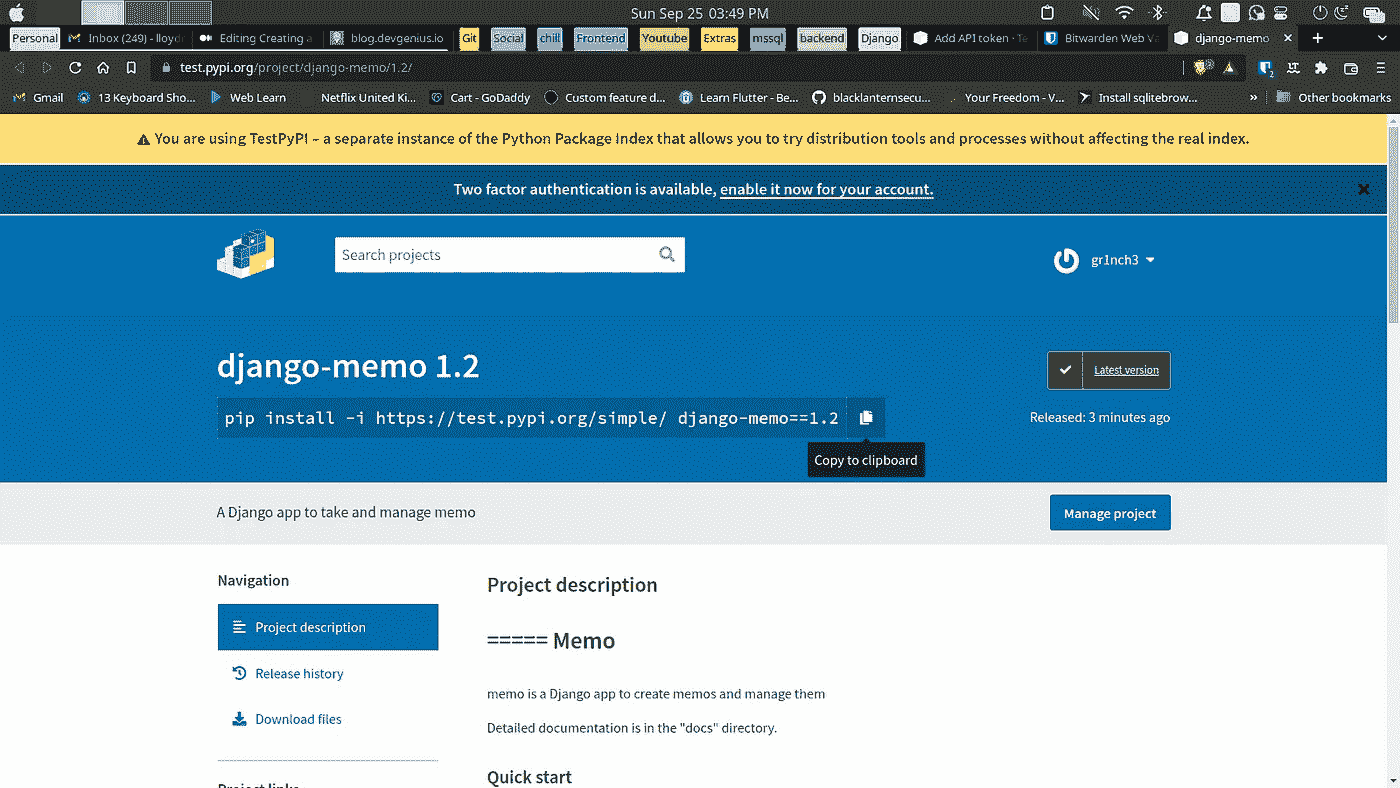 Sun Sep 25 03:49 PM
Personal Inbox (249) - lloyd Editing Creating a blog.devgenius.io Git Social chill Frontend Youtube Extras mssql backend Django Add API token · Te Bitwarden Web Va django-memo
test.pypi.org/project/django-memo/1.2/
Gmail 13 Keyboard Sho... Web Learn Netflix United Ki... Cart - GoDaddy Custom feature d... Learn Flutter - Be... blacklanternsecu... Your Freedom - V... Install sqlitebrow... » Other bookmarks
You are using TestPyPI – a separate instance of the Python Package Index that allows you to try distribution tools and processes without affecting the real index.
Two factor authentication is available, enable it now for your account.
Search projects
gr1nch3
django-memo 1.2
Latest version
pip install -i https://test.pypi.org/simple/ django-memo==1.2
Released: 3 minutes ago
Copy to clipboard
A Django app to take and manage memo
Manage project
Navigation
Project description
Project description
===== Memo
Release history
memo is a Django app to create memos and manage them
Download files
Detailed documentation is in the "docs" directory.
Quick start
Project links